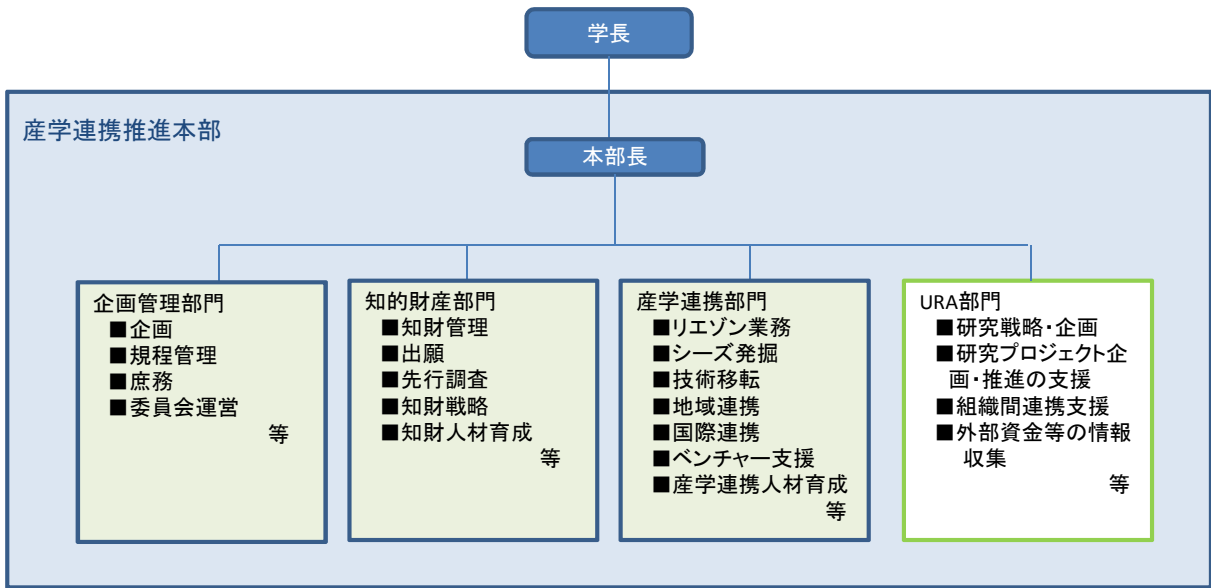 学長
産学連携推進本部
本部長
企画管理部門
■企画
■規程管理
■庶務
■委員会運営
等
知的財産部門
■知財管理
■出願
■先行調査
■知財戦略
■知財人材育成
等
産学連携部門
■リエゾン業務
■シーズ発掘
■技術移転
■地域連携
■国際連携
■ベンチャー支援
■産学連携人材育成
等
URA部門
■研究戦略・企画
■研究プロジェクト企
画・推進の支援
■組織間連携支援
■外部資金等の情報
収集
等